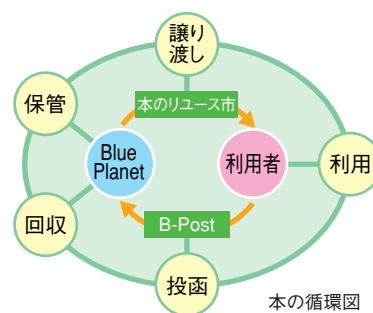 譲り
渡し
保管
本のリユース市
Blue
Planet
利用者
利用
回収
B-Post
投函
本の循環図